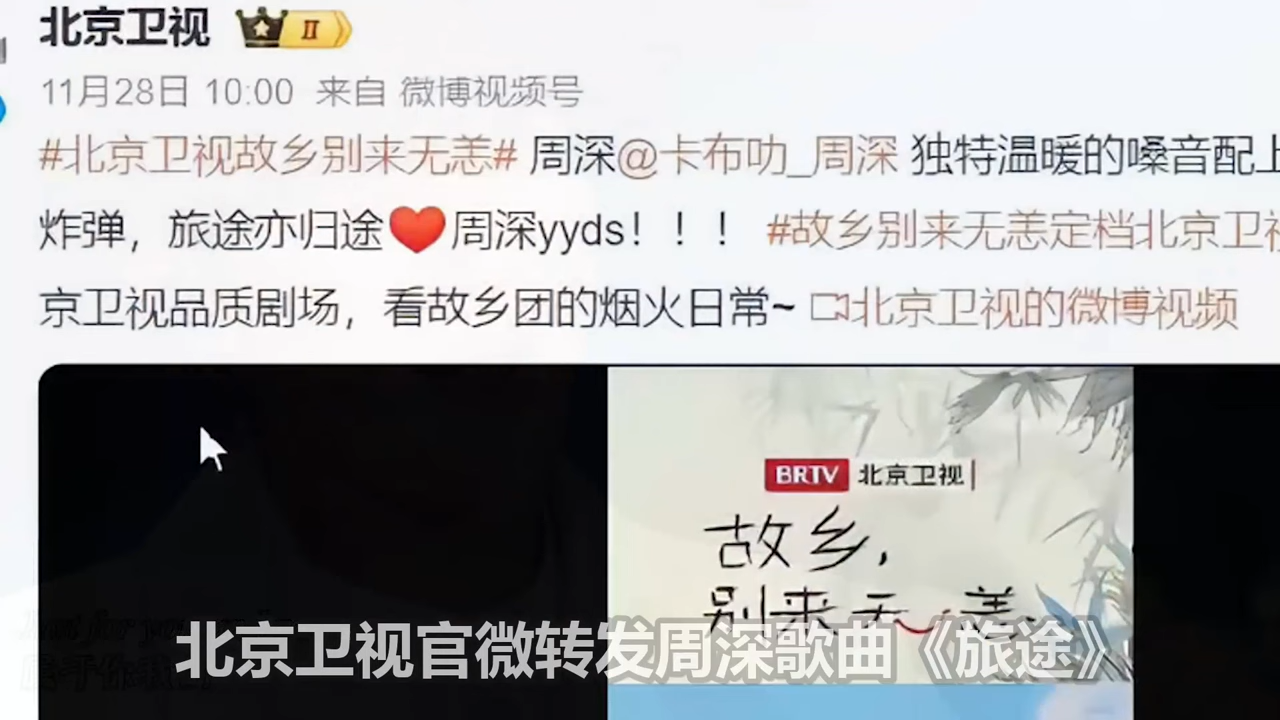 北京卫视 II
11月28日 10:00 来自 微博视频号
#北京卫视故乡别来无恙# 周深@卡布叻_周深 独特温暖的嗓音配上
炸弹，旅途亦归途❤周深yyds！！！ #故乡别来无恙定档北京卫视
京卫视品质剧场，看故乡团的烟火日常~ 北京卫视的微博视频
BRTV 北京卫视
故乡，
别来无恙
北京卫视官微转发周深歌曲《旅途》